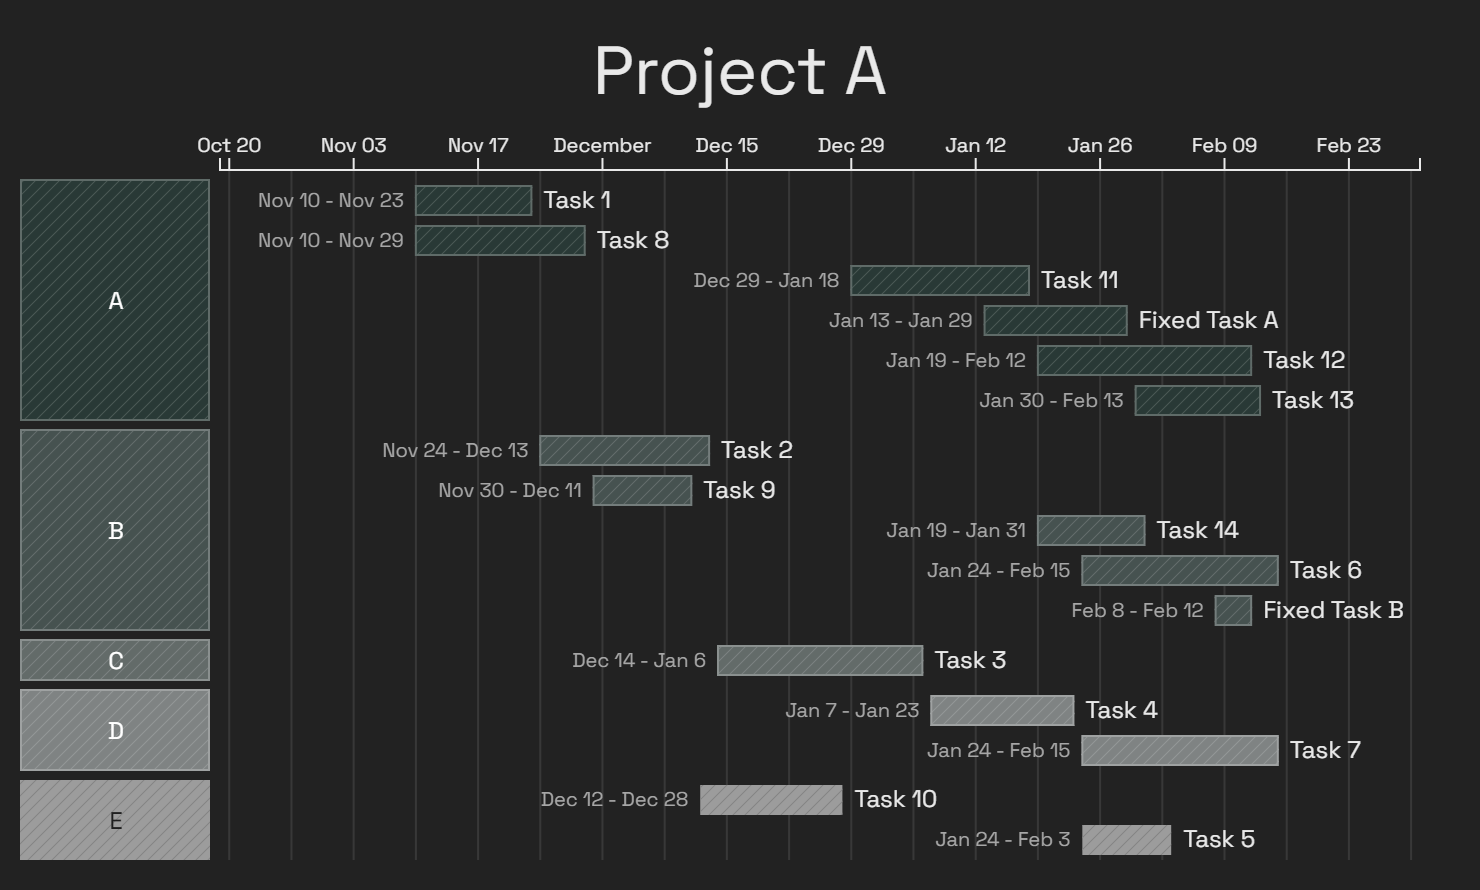 Project A
Oct 20 Nov 03 Nov 17 December Dec 15 Dec 29 Jan 12 Jan 26 Feb 09 Feb 23
A
Nov 10 - Nov 23 Task 1
Nov 10 - Nov 29 Task 8
Dec 29 - Jan 18 Task 11
Jan 13 - Jan 29 Fixed Task A
Jan 19 - Feb 12 Task 12
Jan 30 - Feb 13 Task 13
B
Nov 24 - Dec 13 Task 2
Nov 30 - Dec 11 Task 9
Jan 19 - Jan 31 Task 14
Jan 24 - Feb 15 Task 6
Feb 8 - Feb 12 Fixed Task B
C
Dec 14 - Jan 6 Task 3
D
Jan 7 - Jan 23 Task 4
Jan 24 - Feb 15 Task 7
E
Dec 12 - Dec 28 Task 10
Jan 24 - Feb 3 Task 5